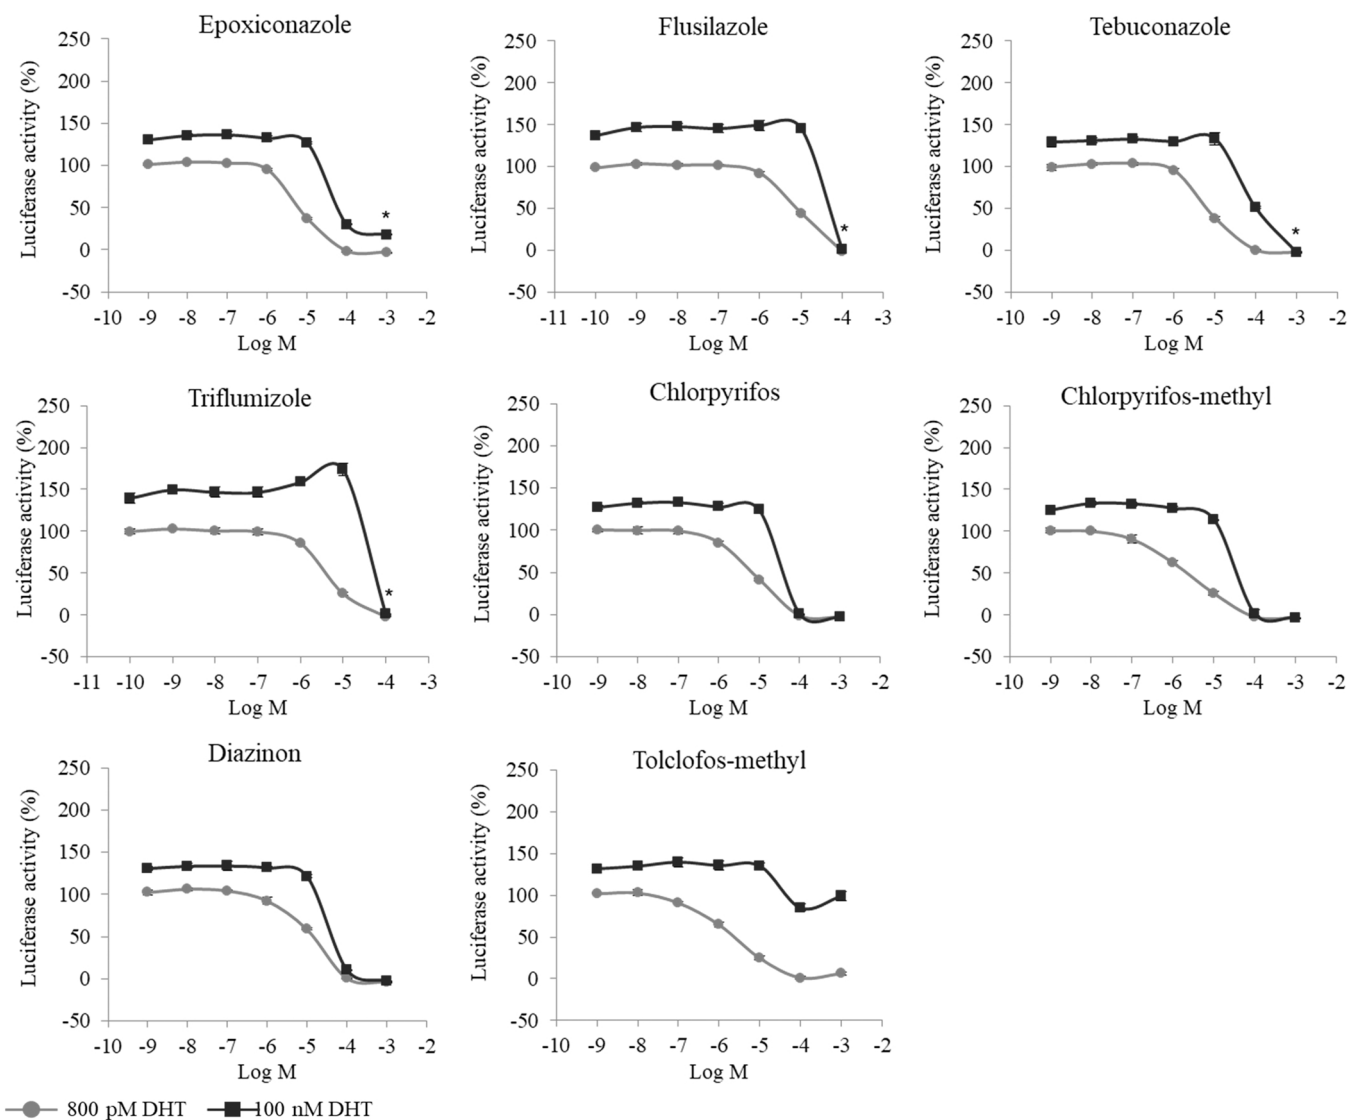 Epoxiconazole
Luciferase activity (%)
250
200
150
100
50
0
-50
-10 -9 -8 -7 -6 -5 -4 -3 -2
Log M
*
Flusilazole
Luciferase activity (%)
250
200
150
100
50
0
-50
-11 -10 -9 -8 -7 -6 -5 -4 -3
Log M
*
Tebuconazole
Luciferase activity (%)
250
200
150
100
50
0
-50
-10 -9 -8 -7 -6 -5 -4 -3 -2
Log M
*
Triflumizole
Luciferase activity (%)
250
200
150
100
50
0
-50
-11 -10 -9 -8 -7 -6 -5 -4 -3
Log M
*
Chlorpyrifos
Luciferase activity (%)
250
200
150
100
50
0
-50
-10 -9 -8 -7 -6 -5 -4 -3 -2
Log M
Chlorpyrifos-methyl
Luciferase activity (%)
250
200
150
100
50
0
-50
-10 -9 -8 -7 -6 -5 -4 -3 -2
Log M
Diazinon
Luciferase activity (%)
250
200
150
100
50
0
-50
-10 -9 -8 -7 -6 -5 -4 -3 -2
Log M
Tolclofos-methyl
Luciferase activity (%)
250
200
150
100
50
0
-50
-10 -9 -8 -7 -6 -5 -4 -3 -2
Log M
800 pM DHT 100 nM DHT